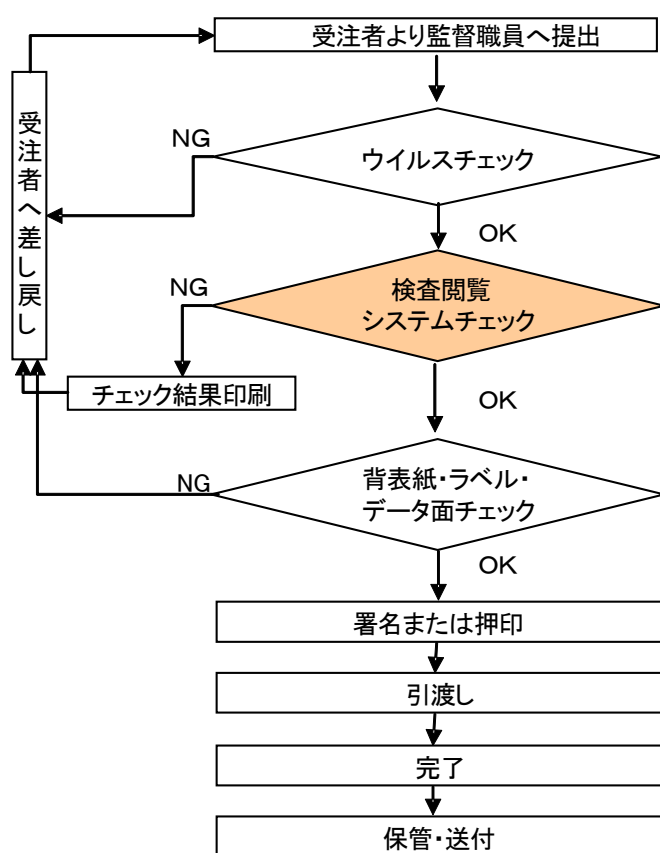 受注者より監督職員へ提出
受注者へ差し戻し
NG
ウイルスチェック
OK
NG
検査閲覧
システムチェック
チェック結果印刷
OK
NG
背表紙・ラベル・
データ面チェック
OK
署名または押印
引渡し
完了
保管・送付